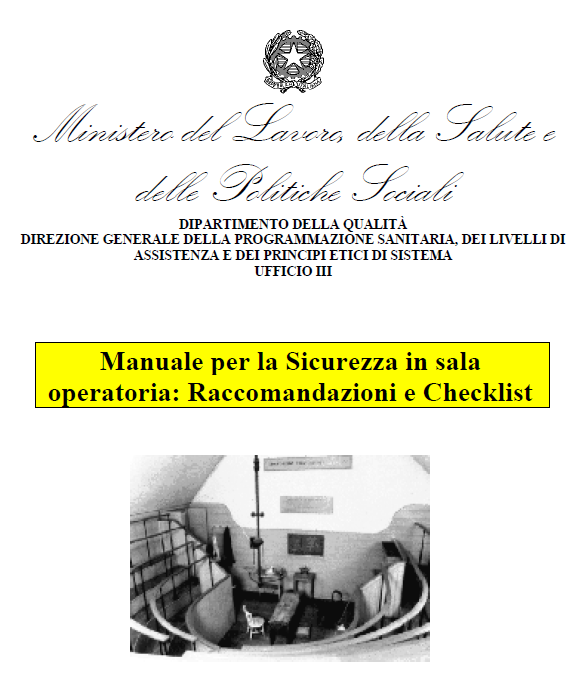 Ministero del Lavoro, della Salute e
delle Politiche Sociali
DIPARTIMENTO DELLA QUALITÀ
DIREZIONE GENERALE DELLA PROGRAMMAZIONE SANITARIA, DEI LIVELLI DI
ASSISTENZA E DEI PRINCIPI ETICI DI SISTEMA
UFFICIO III
Manuale per la Sicurezza in sala
operatoria: Raccomandazioni e Checklist